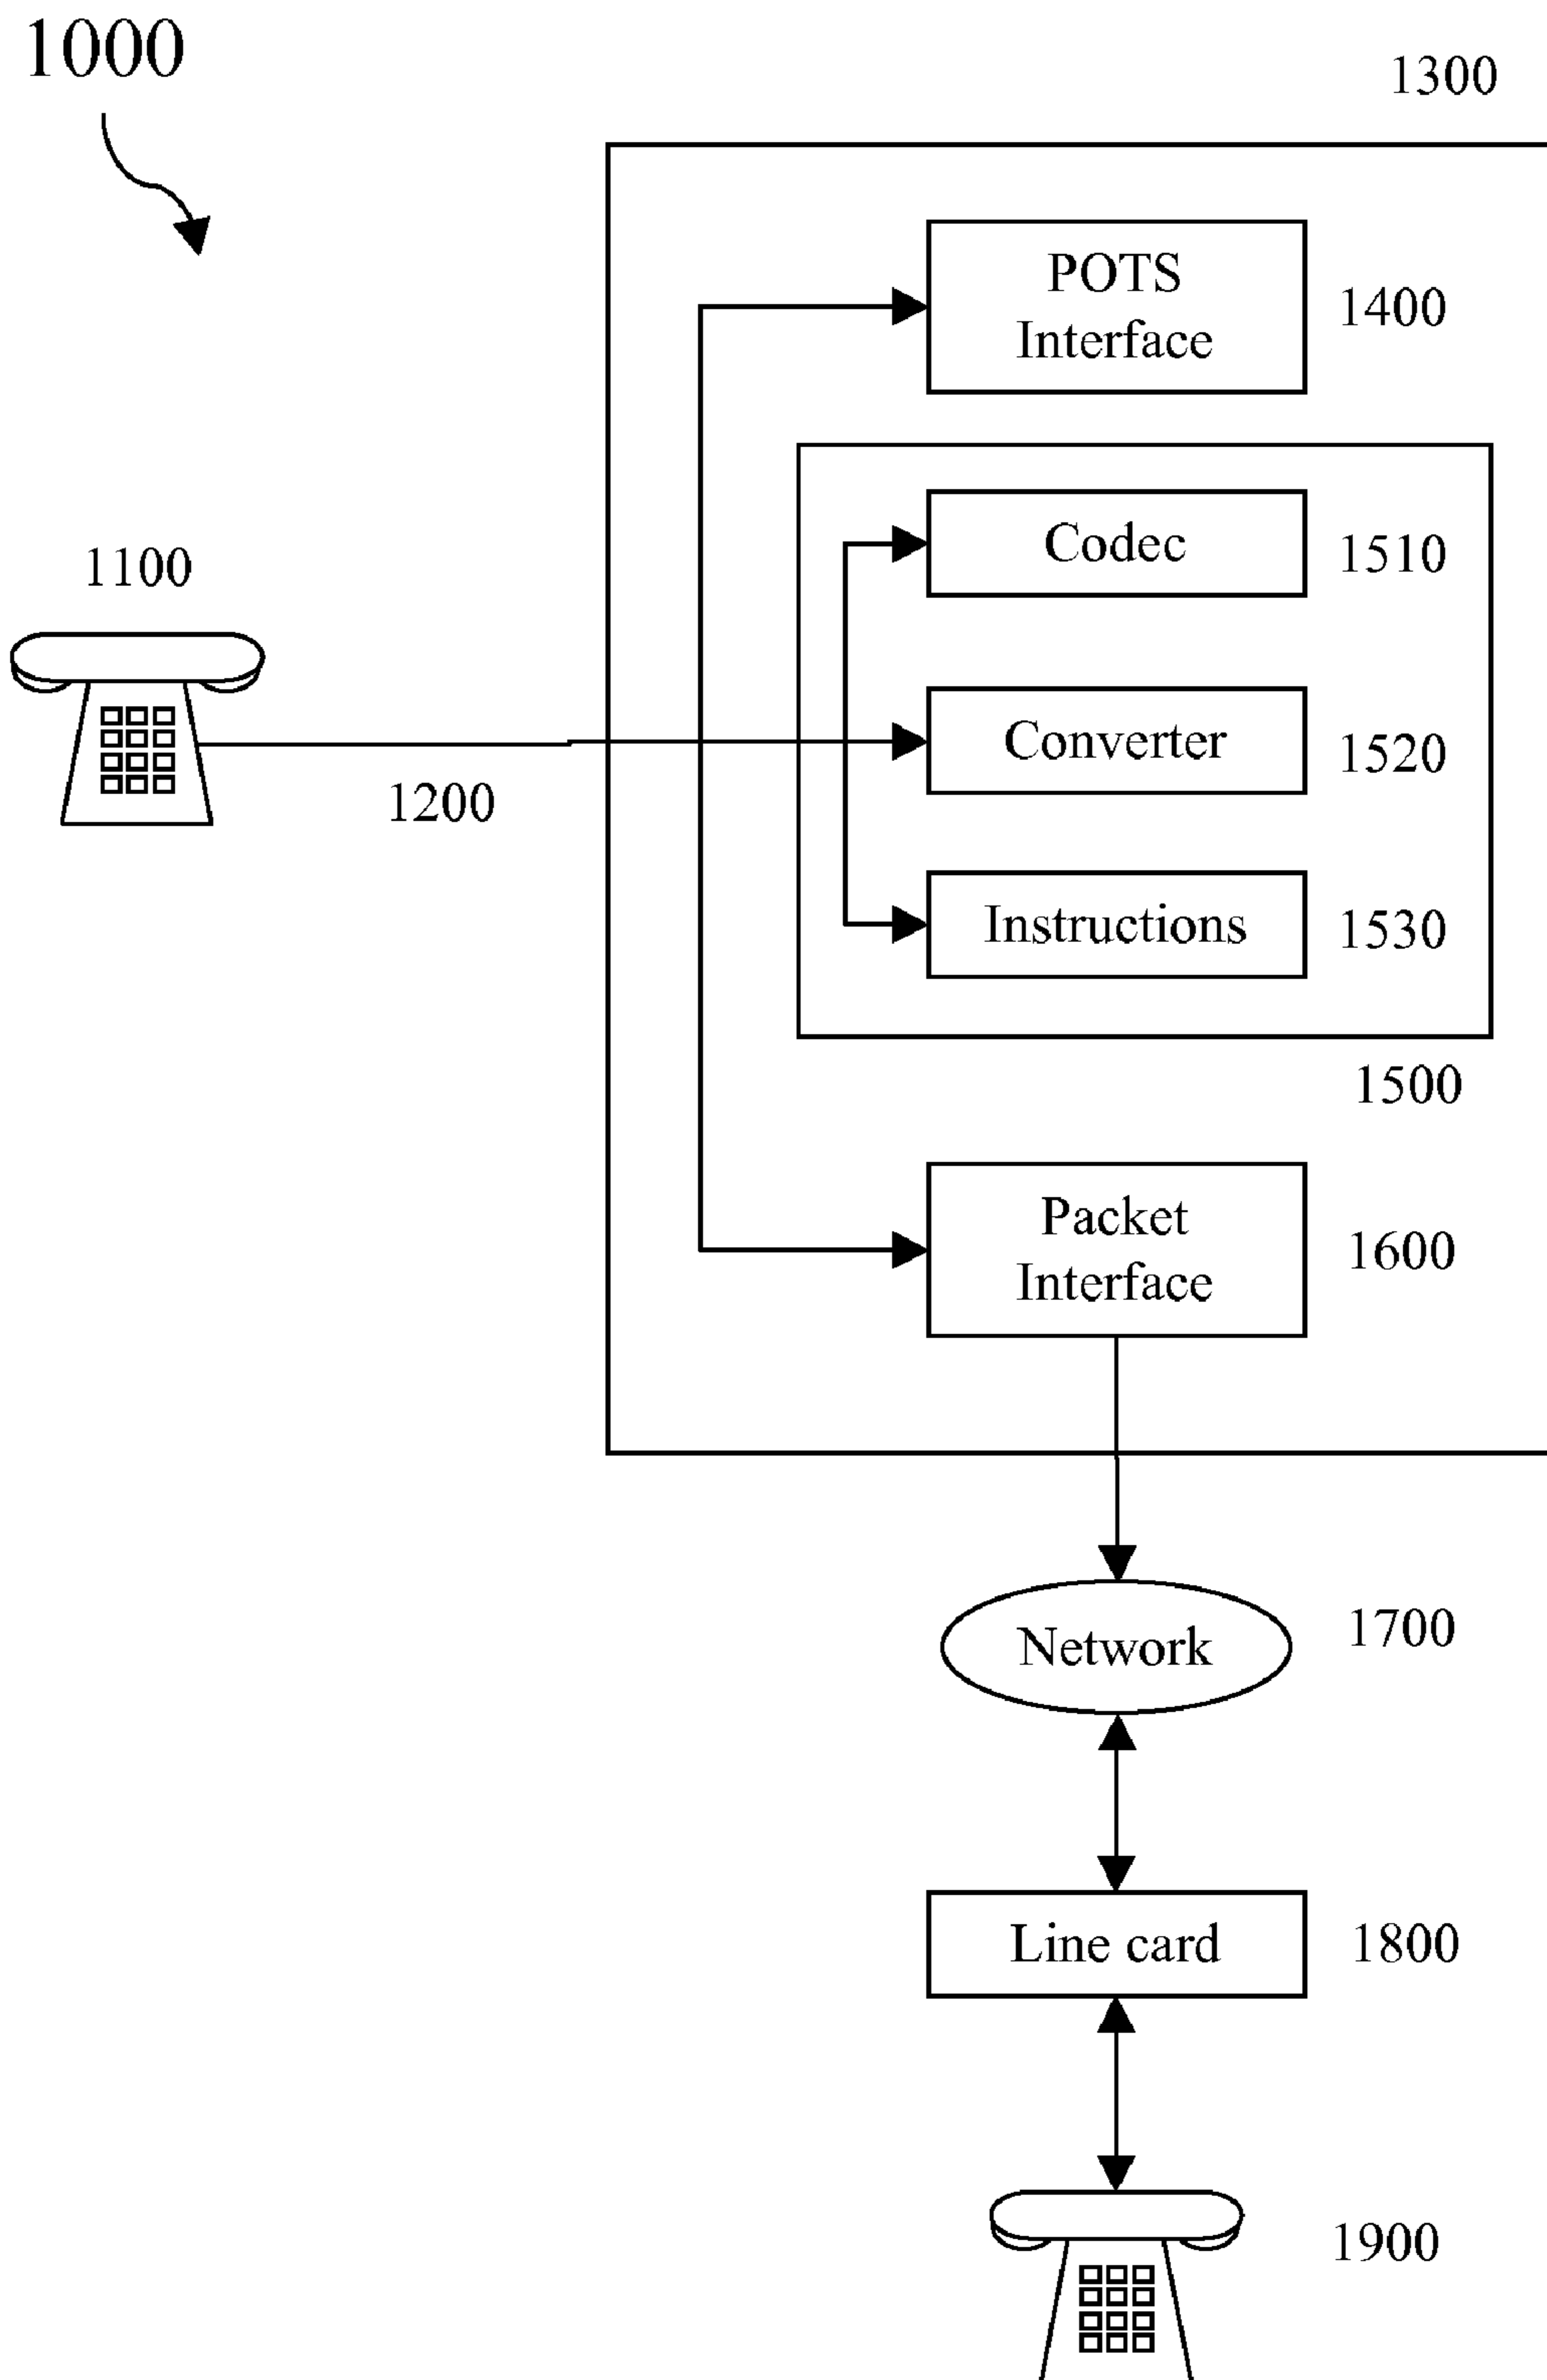 1000
1300
POTS
Interface
1400
Codec
1510
1100
Converter
1520
1200
Instructions
1530
1500
Packet
Interface
1600
Network
1700
Line card
1800
1900